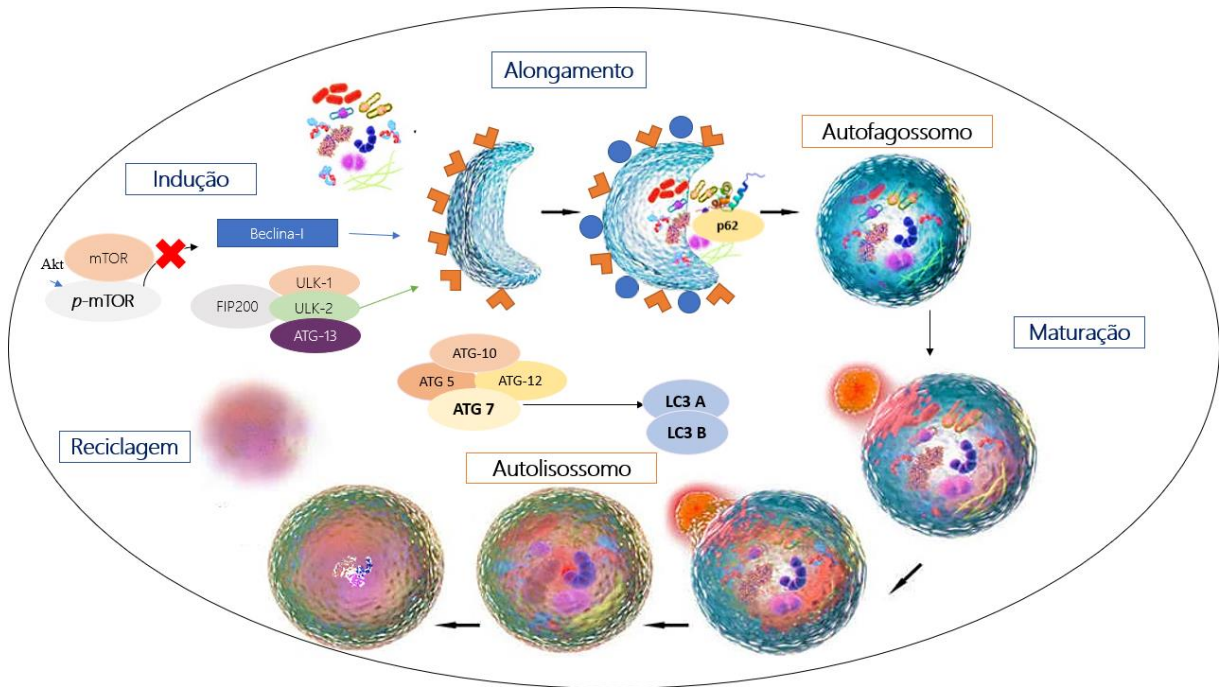 Alongamento
Autofagossomo
Indução
Beclina-I
p62
Akt
mTOR
p-mTOR
FIP200
ULK-1
ULK-2
ATG-13
Maturação
ATG-10
ATG 5
ATG-12
ATG 7
LC3 A
LC3 B
Reciclagem
Autolisossomo